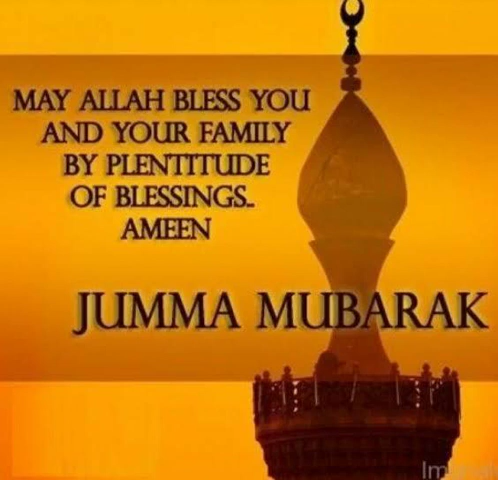 MAY ALLAH BLESS YOU
AND YOUR FAMILY
BY PLENTITUDE
OF BLESSINGS..
AMEEN
JUMMA MUBARAK